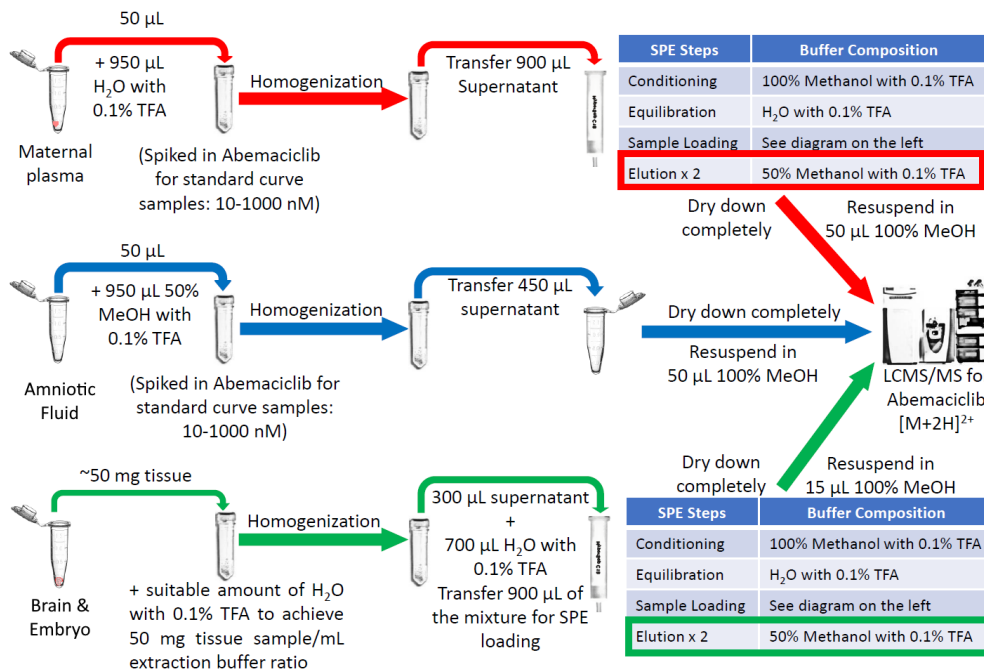 50 µL
+ 950 µL
H₂O with
0.1% TFA
Maternal
plasma
Homogenization
(Spiked in Abemaciclib
for standard curve
samples: 10-1000 nM)
Transfer 900 µL
Supernatant
SPE Steps Buffer Composition
Conditioning 100% Methanol with 0.1% TFA
Equilibration H₂O with 0.1% TFA
Sample Loading See diagram on the left
Elution x 2 50% Methanol with 0.1% TFA
Dry down
completely
Resuspend in
50 µL 100% MeOH
50 µL
+ 950 µL 50%
MeOH with
0.1% TFA
Amniotic
Fluid
Homogenization
(Spiked in Abemaciclib for
standard curve samples:
10-1000 nM)
Transfer 450 µL
supernatant
Dry down completely
Resuspend in
50 µL 100% MeOH
LCMS/MS for
Abemaciclib
[M+2H]²⁺
~50 mg tissue
Brain &
Embryo
Homogenization
+ suitable amount of H₂O
with 0.1% TFA to achieve
50 mg tissue sample/mL
extraction buffer ratio
300 µL supernatant
+
700 µL H₂O with
0.1% TFA
Transfer 900 µL of
the mixture for SPE
loading
Dry down
completely
Resuspend in
15 µL 100% MeOH
SPE Steps Buffer Composition
Conditioning 100% Methanol with 0.1% TFA
Equilibration H₂O with 0.1% TFA
Sample Loading See diagram on the left
Elution x 2 50% Methanol with 0.1% TFA